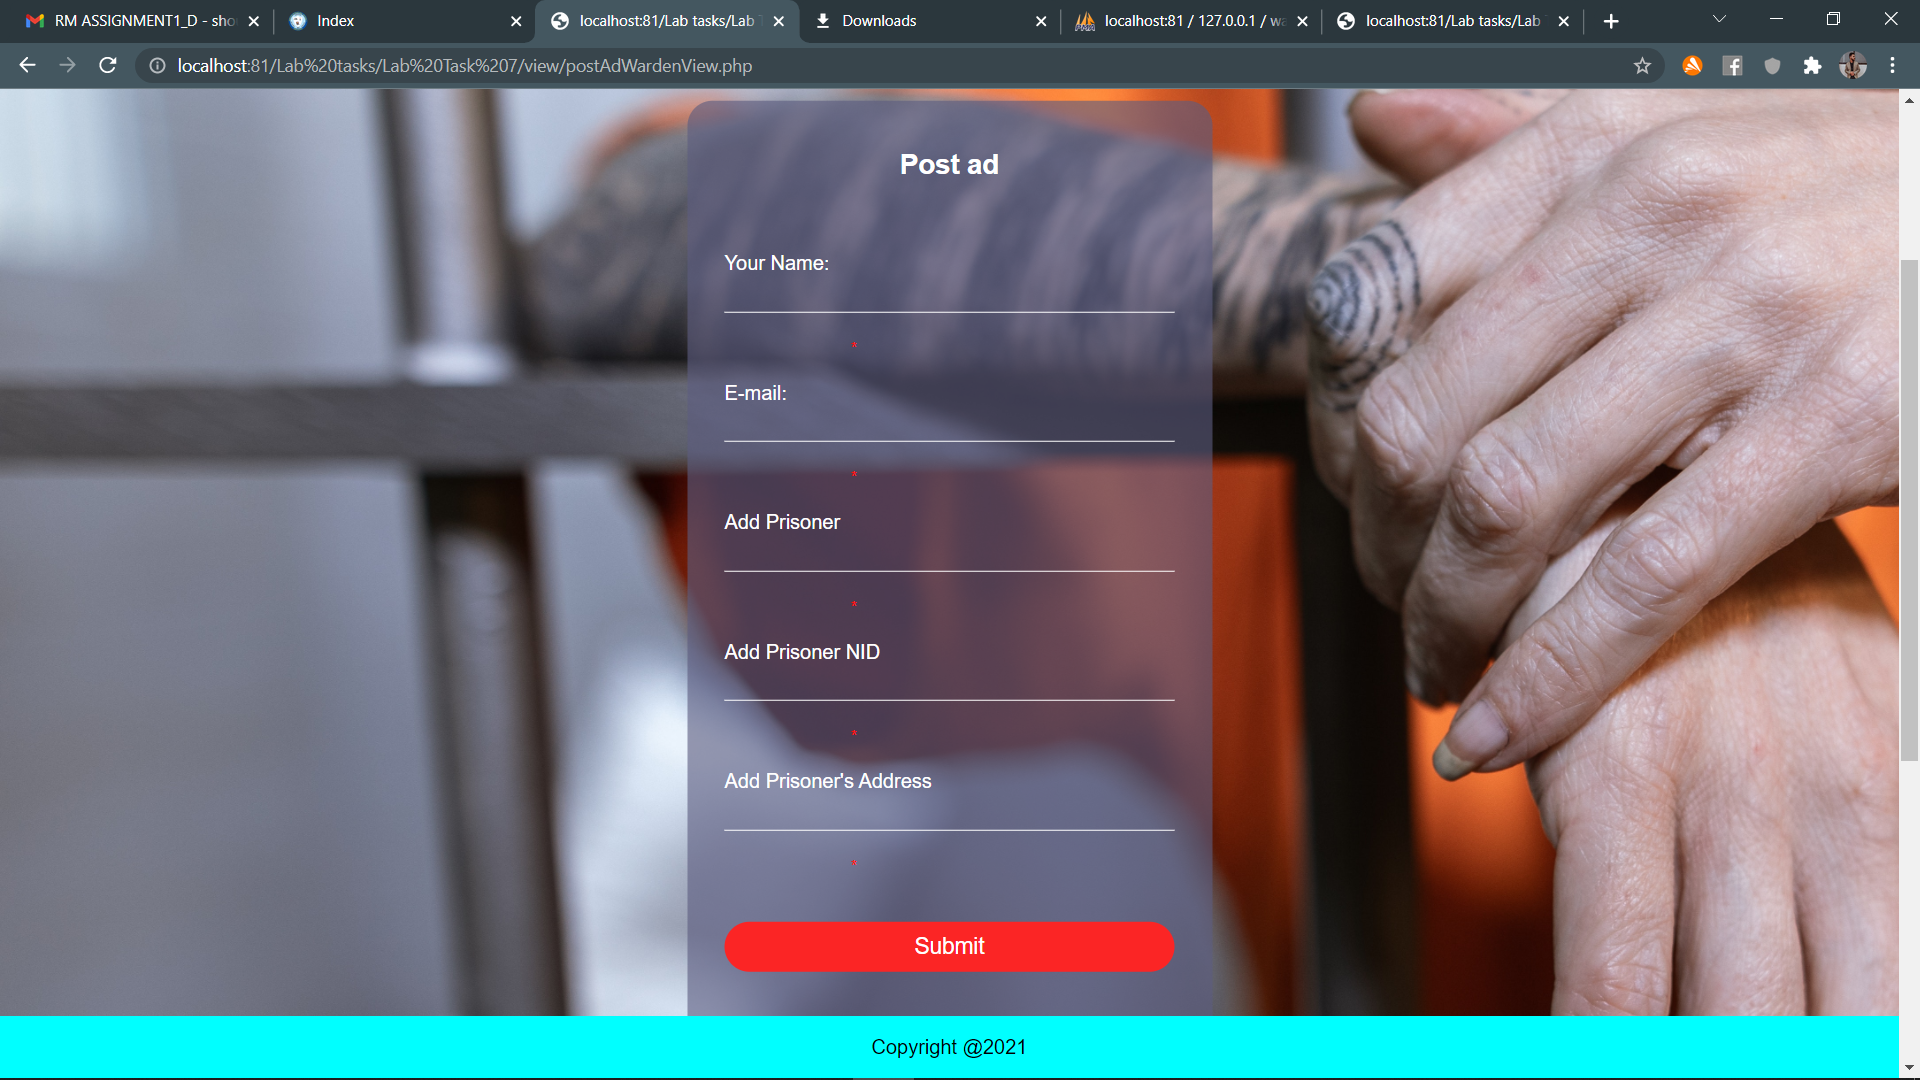 RM ASSIGNMENT1_D - sho
Index
localhost:81/Lab tasks/Lab T
Downloads
localhost:81 / 127.0.0.1 / wa
localhost:81/Lab tasks/Lab
localhost:81/Lab%20tasks/Lab%20Task%207/view/postAdWardenView.php
Post ad
Your Name:
*
E-mail:
*
Add Prisoner
*
Add Prisoner NID
*
Add Prisoner's Address
*
Submit
Copyright @2021